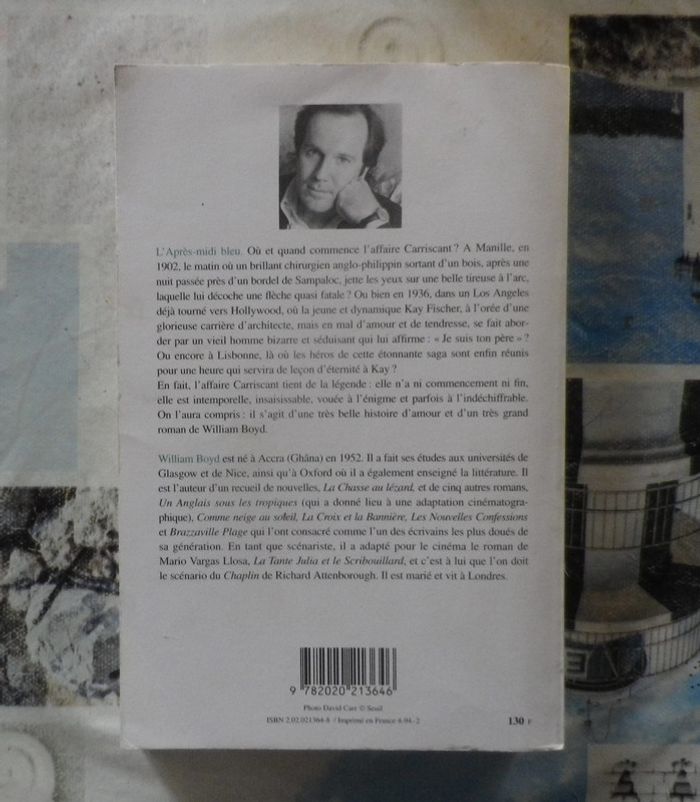 L'Après-midi bleu. Où et quand commence l'affaire Carriscant ? A Manille, en
1902, le matin où un brillant chirurgien anglo-philippin sortant d'un bois, après une
nuit passée près d'un bordel de Sampaloc, jette les yeux sur une belle tireuse à l'arc,
laquelle lui décoche une flèche quasi fatale ? Ou bien en 1936, dans un Los Angeles
déjà tourné vers Hollywood, où la jeune et dynamique Kay Fischer, à l'orée d'une
glorieuse carrière d'architecte, mais en mal d'amour et de tendresse, se fait abor-
der par un vieil homme bizarre et séduisant qui lui affirme : « Je suis ton père » ?
Ou encore à Lisbonne, là où les héros de cette étonnante saga sont enfin réunis
pour une heure qui servira de leçon d'éternité à Kay ?
En fait, l'affaire Carriscant tient de la légende : elle n'a ni commencement ni fin,
elle est intemporelle, insaisissable, vouée à l'énigme et parfois à l'indéchiffrable.
On l'aura compris : il s'agit d'une très belle histoire d'amour et d'un très grand
roman de William Boyd.
William Boyd est né à Accra (Ghâna) en 1952. Il a fait ses études aux universités de
Glasgow et de Nice, ainsi qu'à Oxford où il a également enseigné la littérature. Il
est l'auteur d'un recueil de nouvelles, La Chasse au lézard, et de cinq autres romans,
Un Anglais sous les tropiques (qui a donné lieu à une adaptation cinématogra-
phique), Comme neige au soleil, La Croix et la Bannière, Les Nouvelles Confessions
et Brazzaville Plage qui l'ont consacré comme l'un des écrivains les plus doués de
sa génération. En tant que scénariste, il a adapté pour le cinéma le roman de
Mario Vargas Llosa, La Tante Julia et le Scribouillard, et c'est à lui que l'on doit
le scénario du Chaplin de Richard Attenborough. Il est marié et vit à Londres.
9 782020 213646
Photo David Carr © Seuil
ISBN 2.02.021364-8 / Imprimé en France 6.94-2
130 F